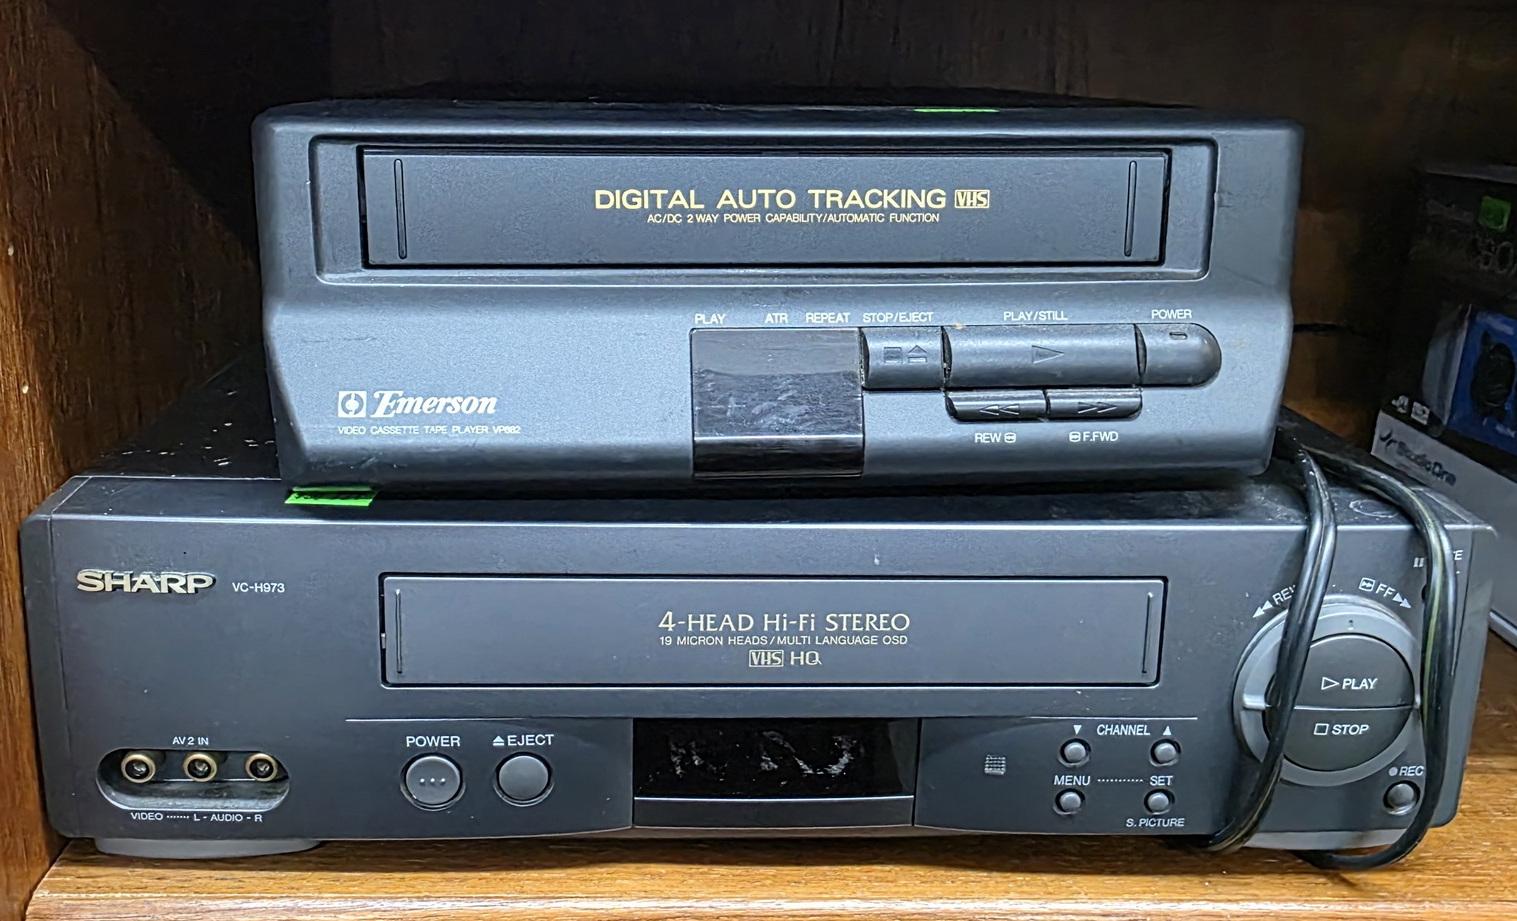 DIGITAL AUTO TRACKING VHS
AC/DC 2 WAY POWER CAPABILITY/AUTOMATIC FUNCTION
PLAY ATR REPEAT STOP/EJECT PLAY/STILL POWER
Emerson
VIDEO CASSETTE TAPE PLAYER VP682
REW F.FWD
SHARP VC-H973
4-HEAD Hi-Fi STEREO
19 MICRON HEADS/MULTI LANGUAGE OSD
VHS HQ
REW FF
PLAY
STOP
AV 2 IN
POWER EJECT
CHANNEL
MENU SET
REC
VIDEO L - AUDIO - R
S. PICTURE